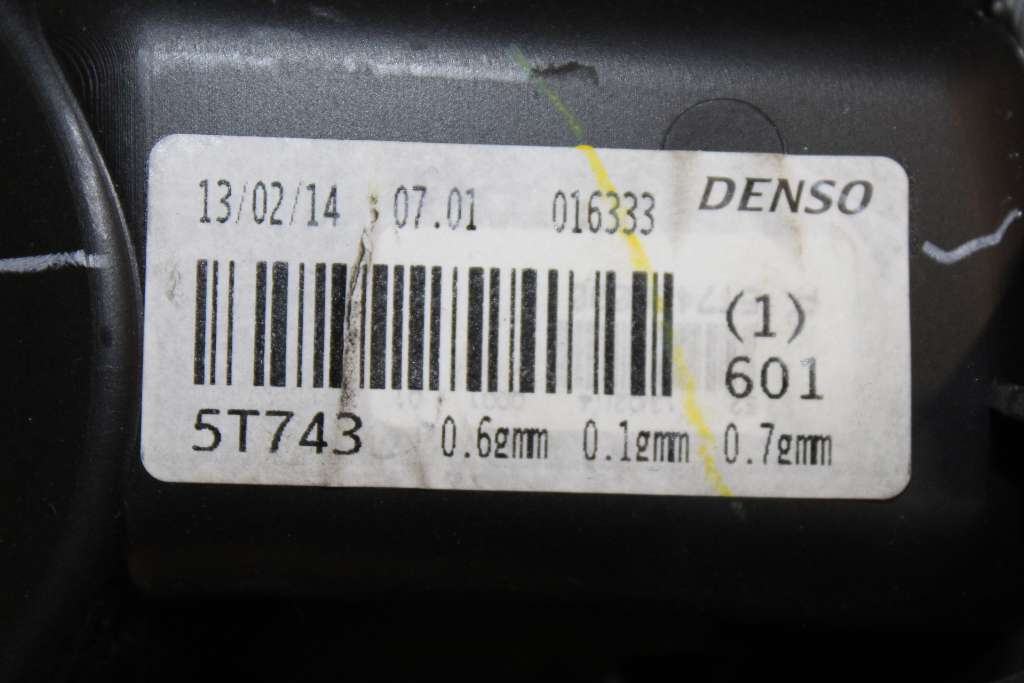 13/02/14 07.01 016333 DENSO
(1)
601
5T743 0.6gmm 0.1gmm 0.7gmm